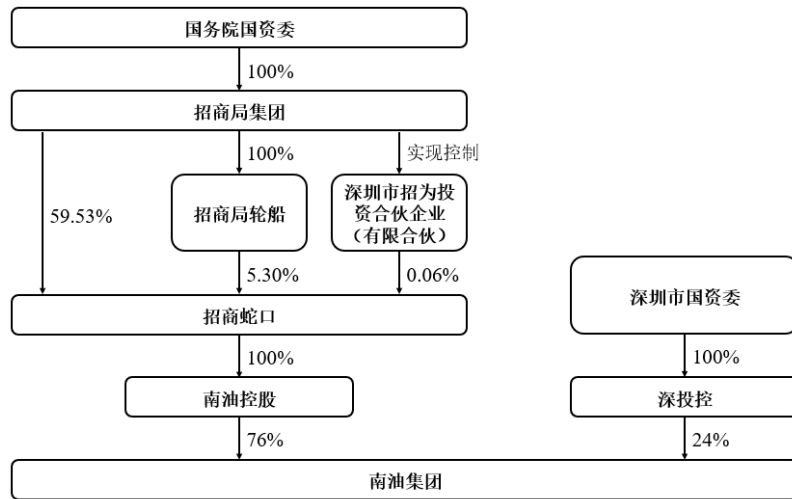 国务院国资委
100%
招商局集团
100%
实现控制
59.53%
招商局轮船
深圳市招为投
资合伙企业
（有限合伙）
5.30%
0.06%
深圳市国资委
招商蛇口
100%
100%
南油控股
深投控
76%
24%
南油集团